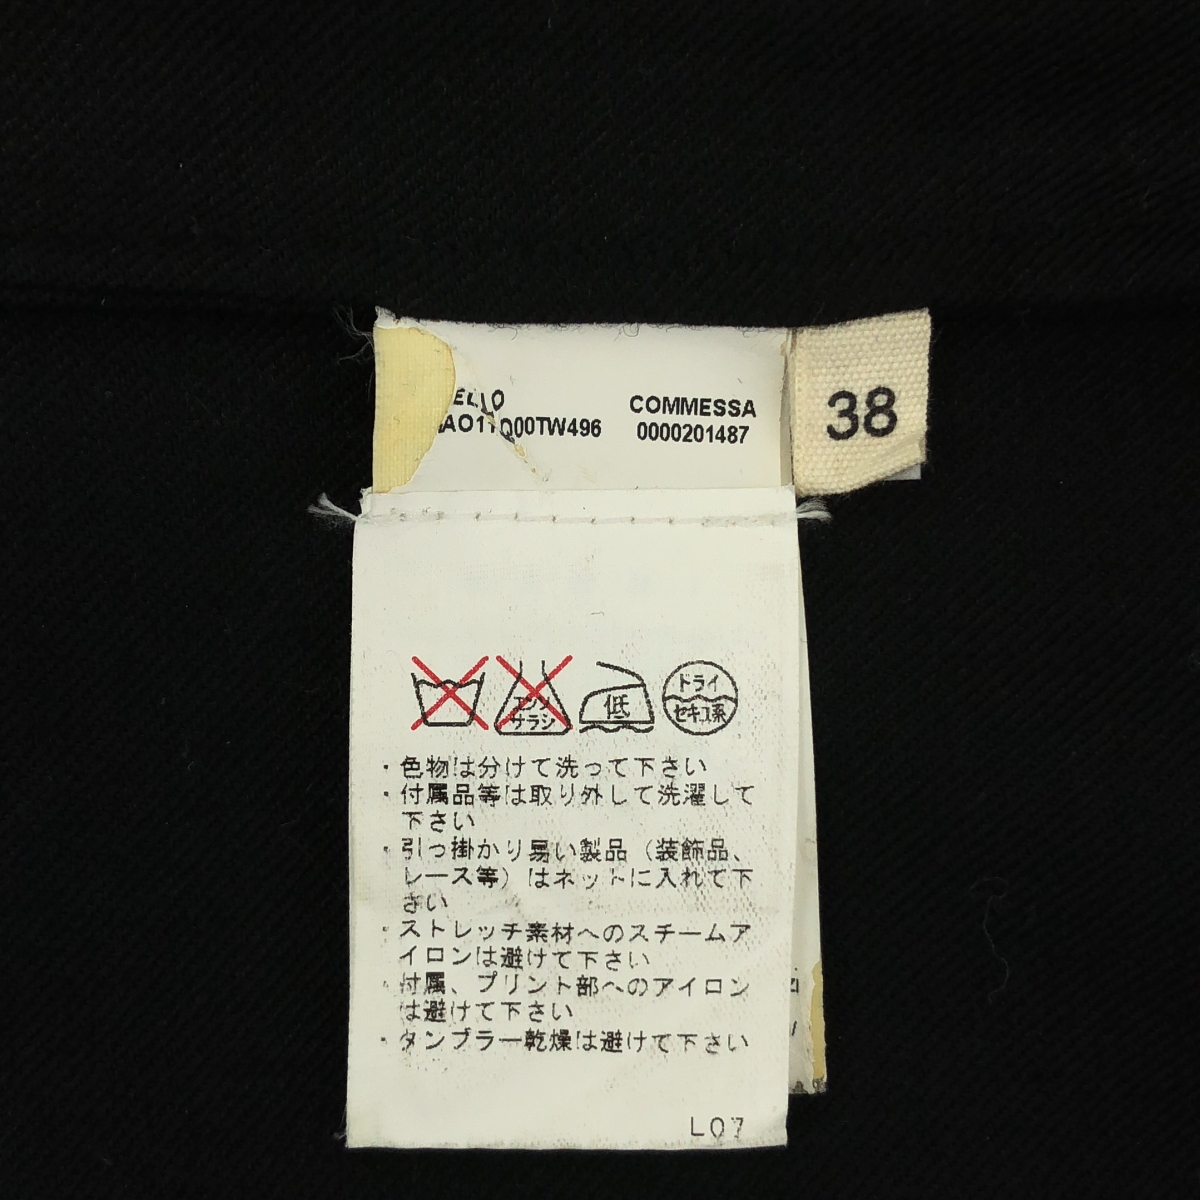 COMMESSA
0000201487
38
エンソ
サラシ
低
ドライ
セキユ系
・色物は分けて洗って下さい
・付属品等は取り外して洗濯して
下さい
・引っ掛かり易い製品（装飾品、
レース等）はネットに入れて下
さい
・ストレッチ素材へのスチームア
イロンは避けて下さい
・付属、プリント部へのアイロン
は避けて下さい
・タンブラー乾燥は避けて下さい
L07